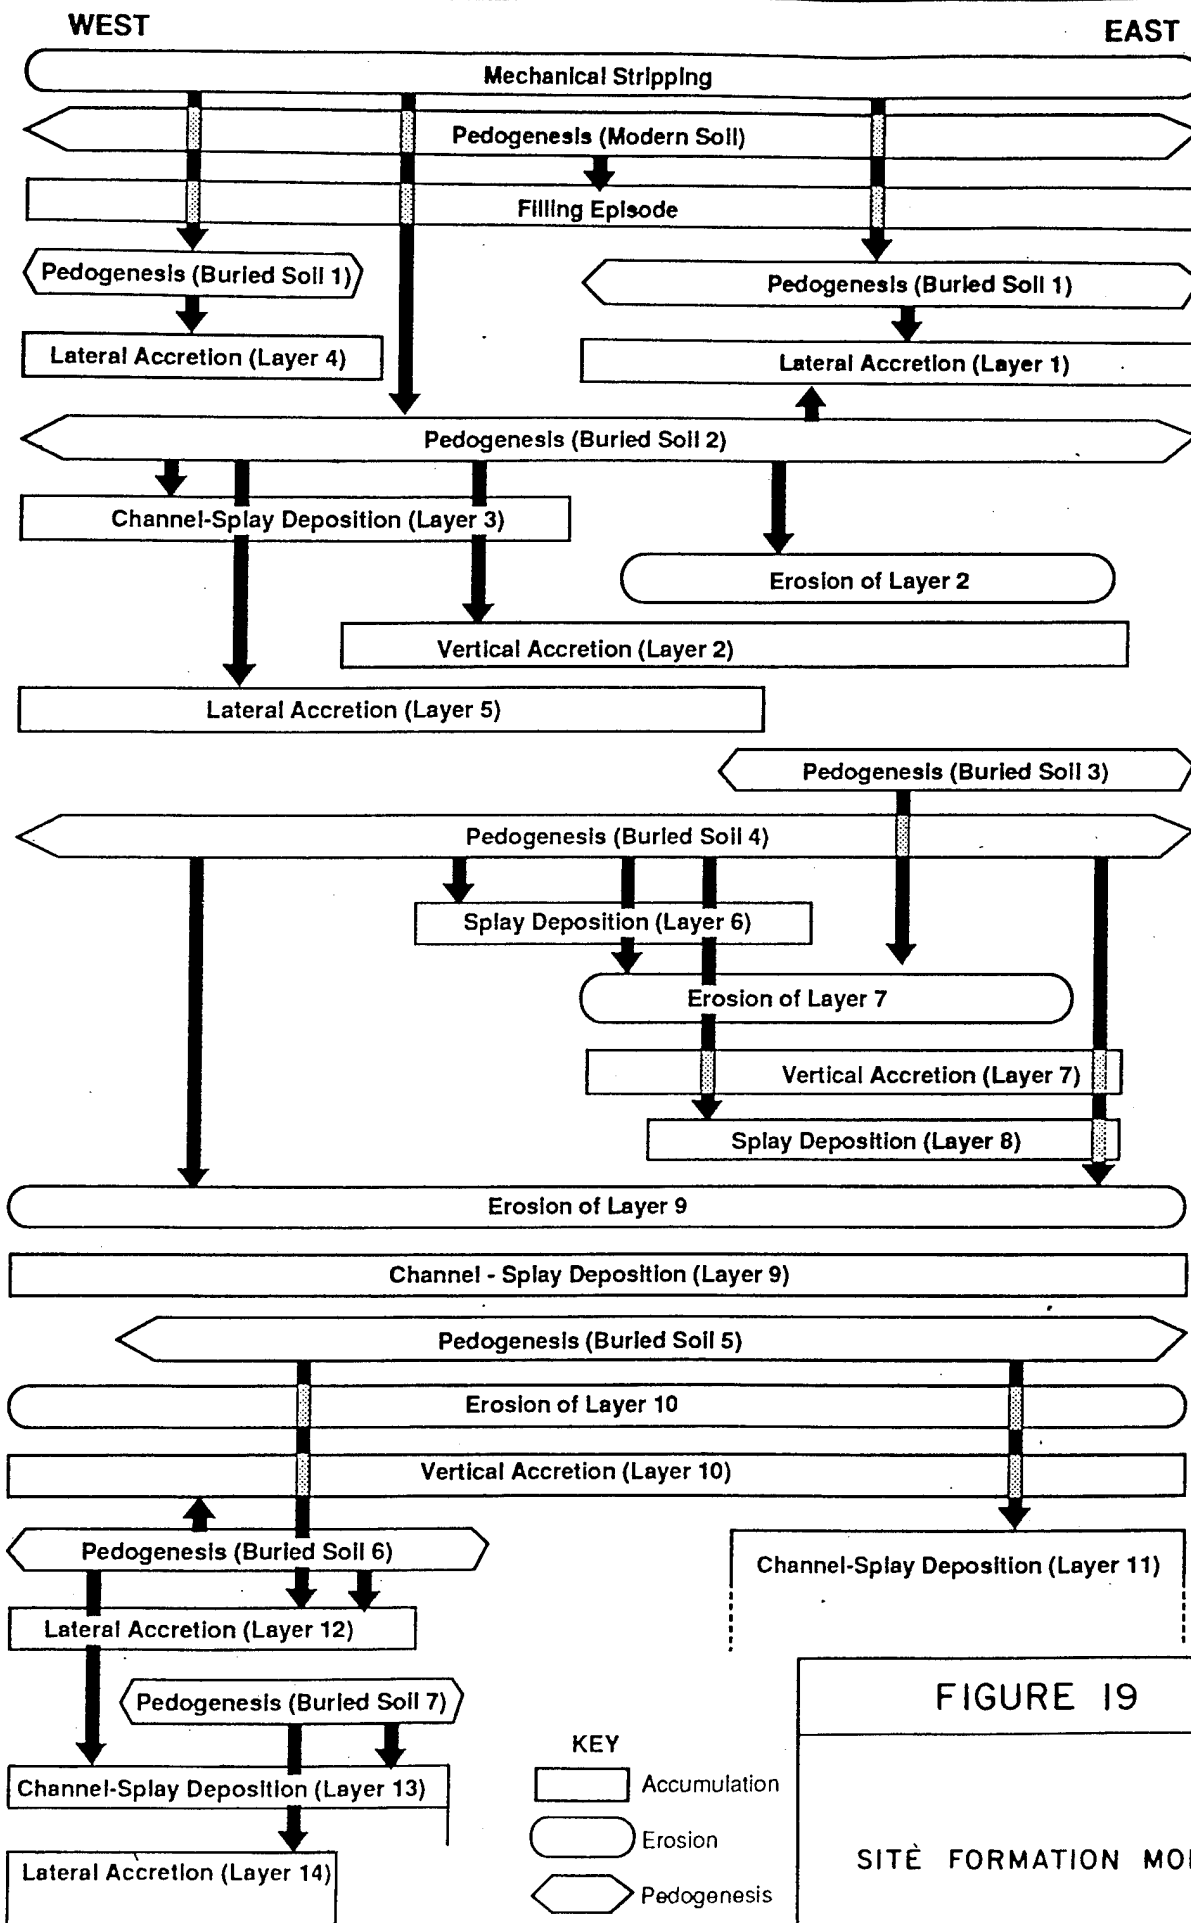 WEST
EAST
Mechanical Stripping
Pedogenesis (Modern Soil)
Filling Episode
Pedogenesis (Buried Soil 1)
Pedogenesis (Buried Soil 1)
Lateral Accretion (Layer 4)
Lateral Accretion (Layer 1)
Pedogenesis (Buried Soil 2)
Channel-Splay Deposition (Layer 3)
Erosion of Layer 2
Vertical Accretion (Layer 2)
Lateral Accretion (Layer 5)
Pedogenesis (Buried Soil 3)
Pedogenesis (Buried Soil 4)
Splay Deposition (Layer 6)
Erosion of Layer 7
Vertical Accretion (Layer 7)
Splay Deposition (Layer 8)
Erosion of Layer 9
Channel - Splay Deposition (Layer 9)
Pedogenesis (Buried Soil 5)
Erosion of Layer 10
Vertical Accretion (Layer 10)
Pedogenesis (Buried Soil 6)
Channel-Splay Deposition (Layer 11)
Lateral Accretion (Layer 12)
Pedogenesis (Buried Soil 7)
Channel-Splay Deposition (Layer 13)
Lateral Accretion (Layer 14)
KEY
Accumulation
Erosion
Pedogenesis
FIGURE 19
SITE FORMATION